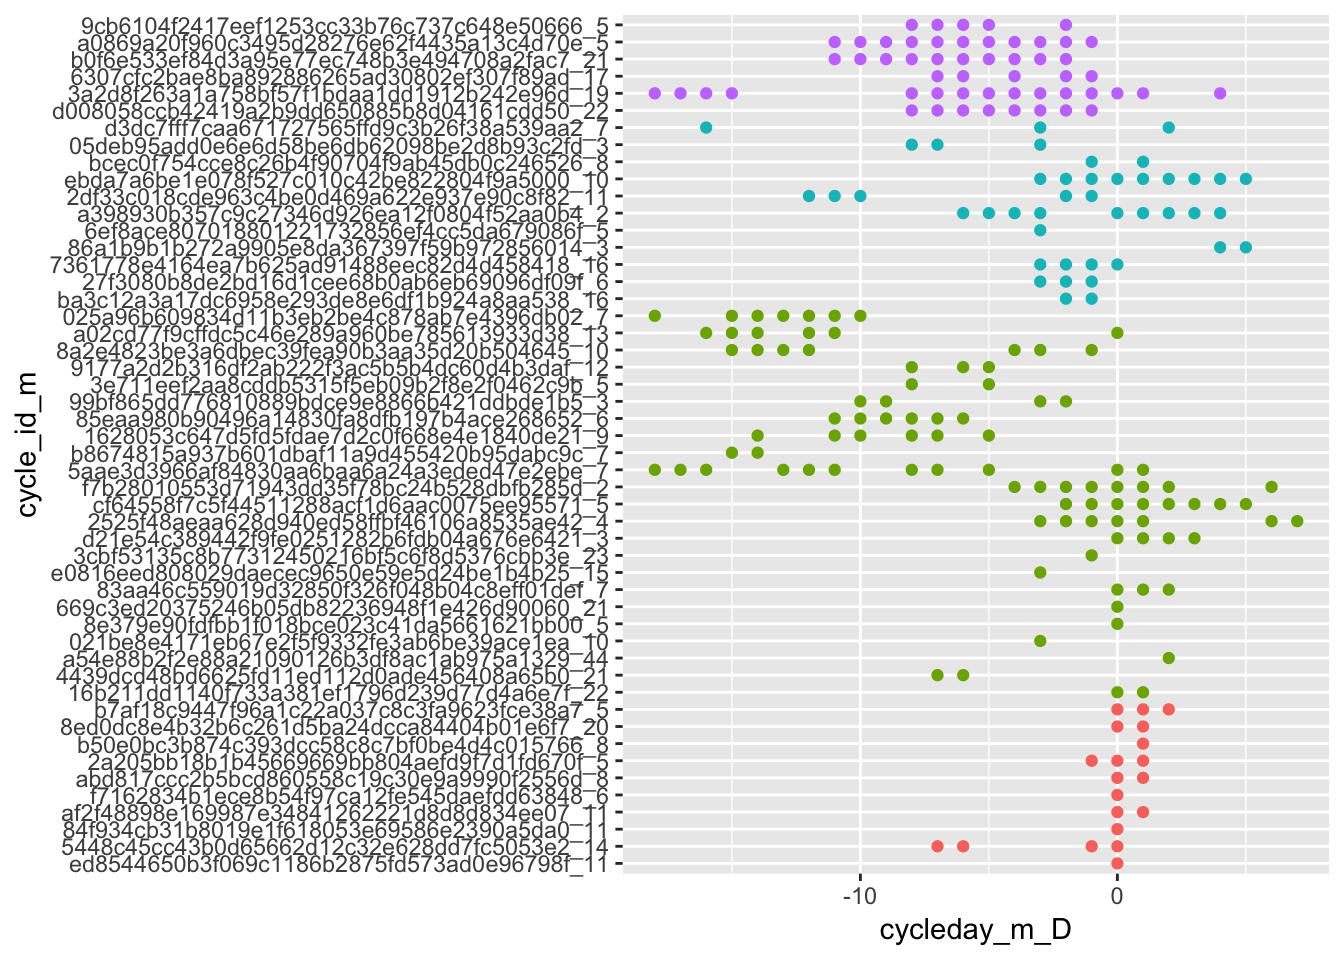 9cb6104f2417eef1253cc33b76c737c648e50666_5
a0869a20f960c3495d28276e62f4435a13c4d70e_5
b0f6e533ef84d3a95e77ec748b3e494708a2fac7_21
6307cfc2bae8ba892886265ad30802ef307f89ad_17
3a2d8f263a1a758bf57f1bdaa1dd1912b242e96d_19
d008058ccb42419a2b9dd650885b8d04161cdd50_22
d3dc7fff7caa671727565ffd9c3b26f38a539aa2_7
05deb95add0e6e6d58be6db62098be2d8b93c2fd_3
bcec0f754cce8c26b4f90704f9ab45db0c246526_8
ebda7a6be1e078f527c010c42be822804f9a5000_10
2df33c018cde963c4be0d469a622e937e90c8f82_11
a398930b357c9c27346d926ea12f0804f52aa0b4_2
6ef8ace807018801221732856ef4cc5da679086f_5
86a1b9b1b272a9905e8da367397f59b972856014_3
7361778e4164ea7b625ad91488eec82d4d458418_16
27f3080b8de2bd16d1cee68b0ab6eb69096df09f_6
ba3c12a3a17dc6958e293de8e6df1b924a8aa538_16
025a96b609834d11b3eb2be4c878ab7e4396db02_7
a02cd77f9cffdc5c46e289a960be785613933d38_13
8a2e4823be3a6dbec39fea90b3aa35d20b504645_10
9177a2d2b316df2ab222f3ac5b5b4dc60d4b3daf_12
3e711eef2aa8cddb5315f5eb09b2f8e2f0462c9b_5
99bf865dd776810889bdce9e8866b421ddbde1b5_3
85eaa980b90496a14830fa8dfb197b4ace268652_6
1628053c647d5fd5fdae7d2c0f668e4e1840de21_9
b8674815a937b601dbaf11a9d455420b95dabc9c_7
5aae3d3966af84830aa6baa6a24a3eded47e2ebe_7
f7b28010553d71943dd35f78bc24b528dbfb285d_2
cf64558f7c5f44511288acf1d6aac0075ee95571_5
2525f48aeaa628d940ed58ffbf46106a8535ae42_4
d21e54c389442f9fe0251282b6fdb04a676e6421_3
3cbf53135c8b77312450216bf5c6f8d5376cbb3e_23
e0816eed808029daecec9650e59e5d24be1b4b25_15
83aa46c559019d32850f326f048b04c8eff01def_7
669c3ed20375246b05db82236948f1e426d90060_21
8e379e90fdfbb1f018bce023c41da5661621bb00_5
021be8e4171eb67e2f5f9332fe3ab6be39ace1ea_10
a54e88b2f2e88a21090126b3df8ac1ab975a1329_44
4439dcd48bd6625fd11ed112d0ade456408a65b0_21
16b211dd1140f733a381ef1796d239d77d4a6e7f_22
b7af18c9447f96a1c22a037c8c3fa9623fce38a7_5
8ed0dc8e4b32b6c261d5ba24dcca84404b01e6f7_20
b50e0bc3b874c393dcc58c8c7bf0be4d4c015766_8
2a205bb18b1b45669669bb804aefd9f7d1fd670f_5
abd817ccc2b5bcd860558c19c30e9a9990f2556d_8
f7162834b1ece8b54f97ca12fe545daefdd63848_6
af2f48898e169987e34841262221d8d8d834ee07_11
84f934cb31b8019e1f618053e69586e2390a5da0_11
5448c45cc43b0d65662d12c32e628dd7fc5053e2_14
ed8544650b3f069c1186b2875fd573ad0e96798f_11
cycle_id_m
-10 0
cycleday_m_D